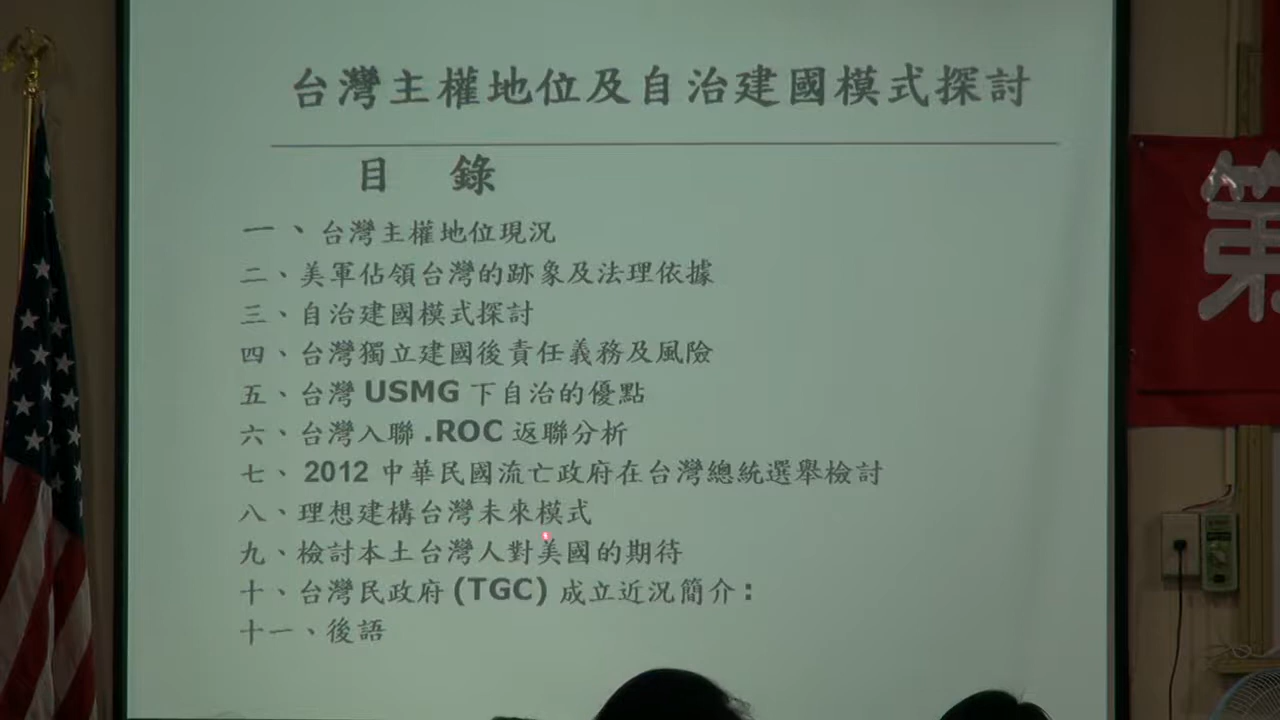 台灣主權地位及自治建國模式探討
目 錄
一、台灣主權地位現況
二、美軍佔領台灣的跡象及法理依據
三、自治建國模式探討
四、台灣獨立建國後責任義務及風險
五、台灣 USMG 下自治的優點
六、台灣入聯 .ROC 返聯分析
七、 2012 中華民國流亡政府在台灣總統選舉檢討
八、理想建構台灣未來模式
九、檢討本土台灣人對美國的期待
十、台灣民政府 (TGC) 成立近況簡介:
十一、後語
第